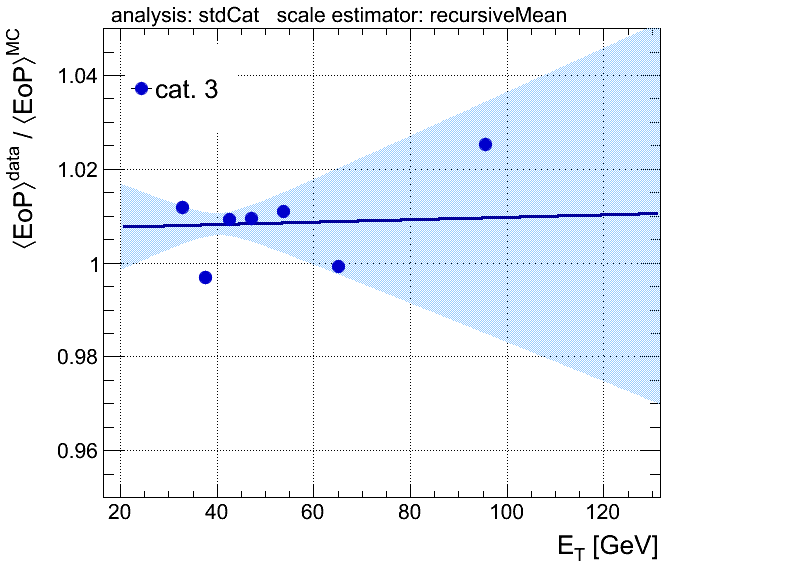 analysis: stdCat   scale estimator: recursiveMean
⟨EoP⟩^data / ⟨EoP⟩^MC
cat. 3
1.04
1.02
1
0.98
0.96
20 40 60 80 100 120
E_T [GeV]